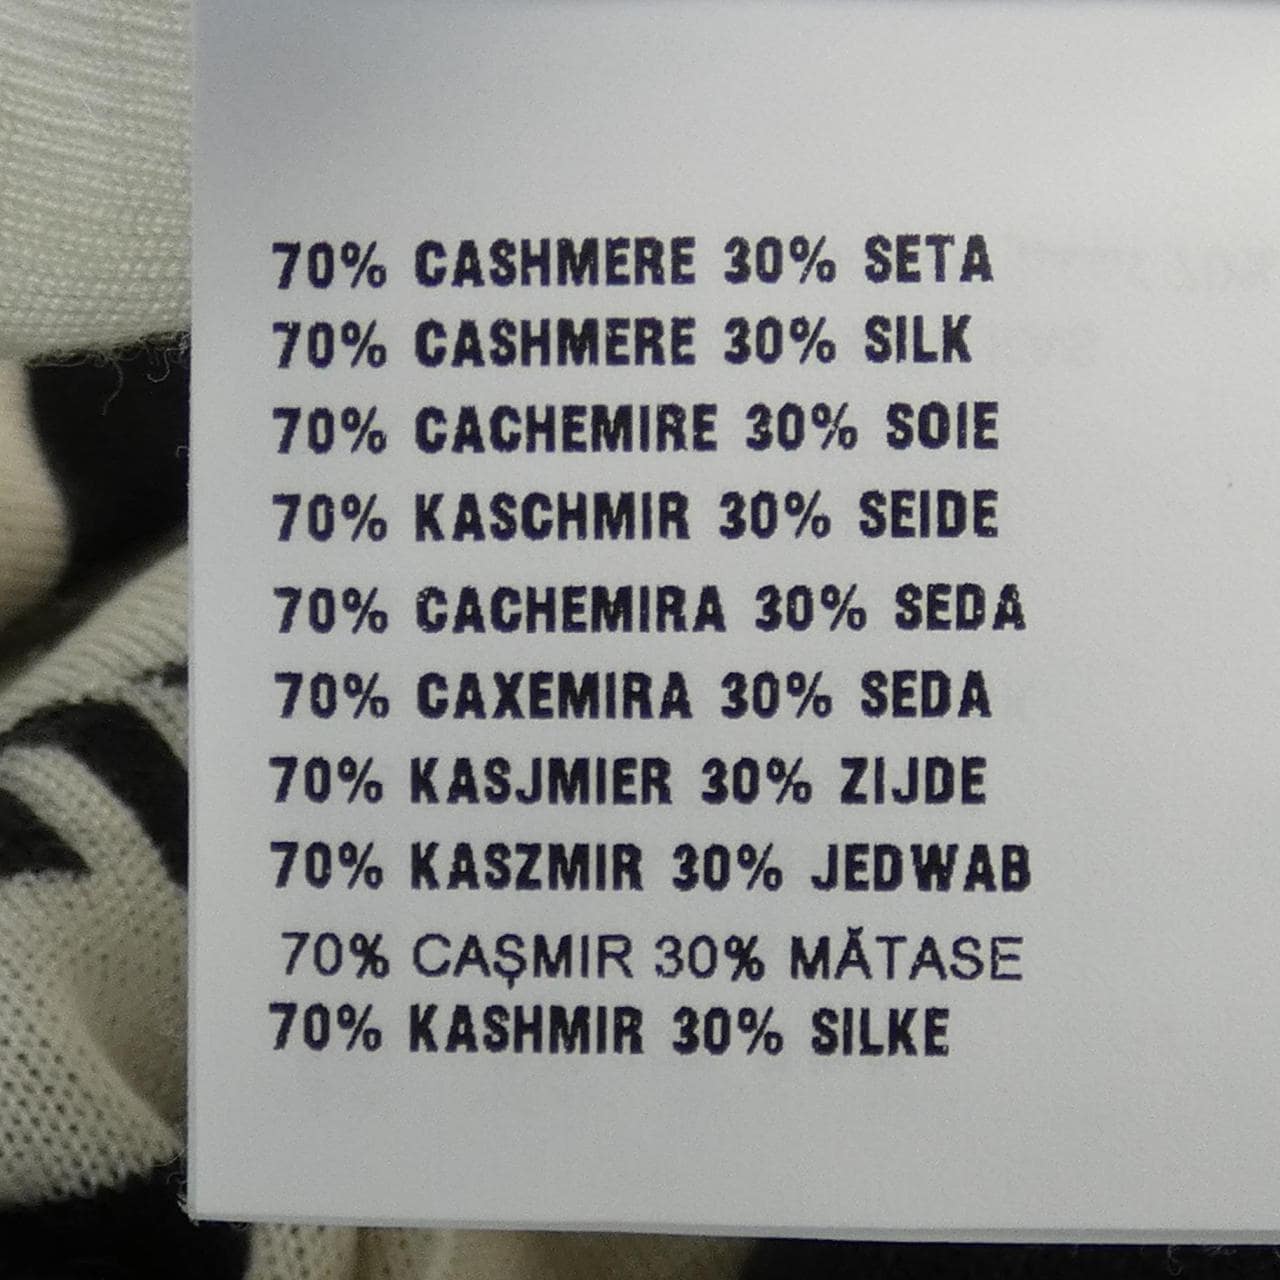 70% CASHMERE 30% SETA
70% CASHMERE 30% SILK
70% CACHEMIRE 30% SOIE
70% KASCHMIR 30% SEIDE
70% CACHEMIRA 30% SEDA
70% CAXEMIRA 30% SEDA
70% KASJMIER 30% ZIJDE
70% KASZMIR 30% JEDWAB
70% CAŞMIR 30% MĂTASE
70% KASHMIR 30% SILKE